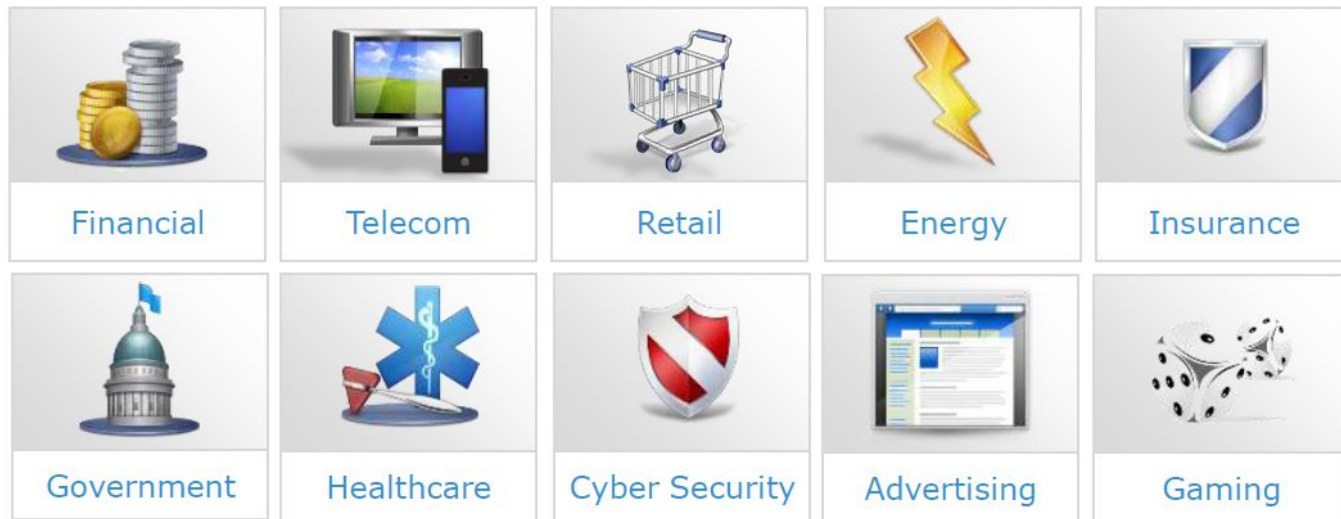 Financial
Telecom
Retail
Energy
Insurance
Government
Healthcare
Cyber Security
Advertising
Gaming